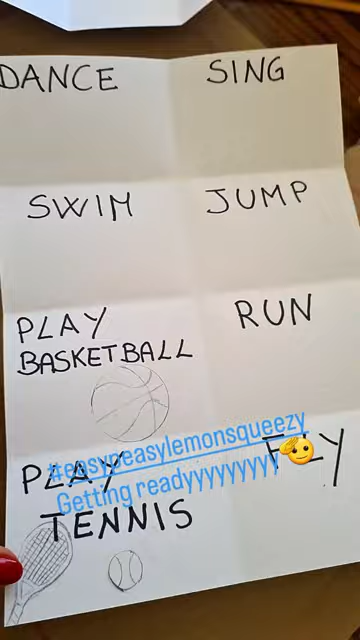 DANCE
SING
SWIM
JUMP
PLAY
BASKETBALL
RUN
#easypeasylemonsqueezy
PLAY
FLY
Getting readyyyyyyyyy
TENNIS